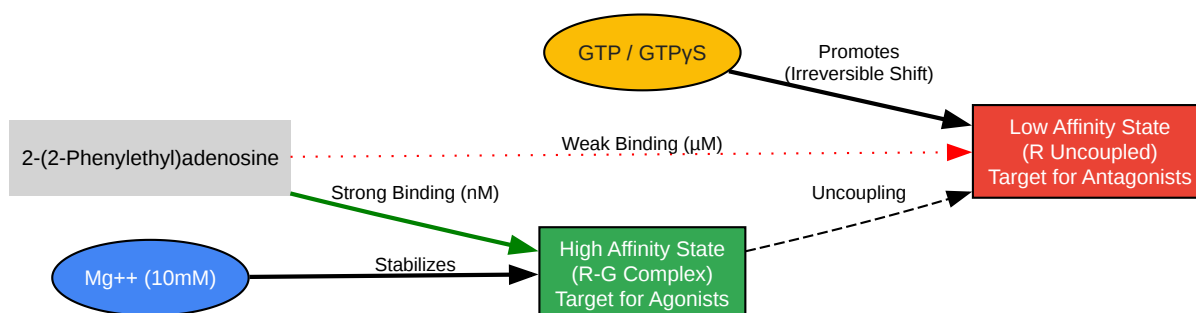 GTP / GTPγS
Promotes
(Irreversible Shift)
Low Affinity State
(R Uncoupled)
Target for Antagonists
2-(2-Phenylethyl)adenosine
Weak Binding (µM)
Strong Binding (nM)
Uncoupling
Mg++ (10mM)
Stabilizes
High Affinity State
(R-G Complex)
Target for Agonists